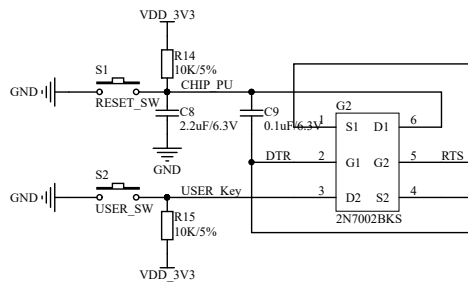 VDD_3V3
R14
10K/5%
S1
CHIP_PU
GND
RESET_SW
C8
2.2uF/6.3V
C9
0.1uF/6.3V
GND
G2
1 S1 D1 6
DTR 2 G1 G2 5 RTS
3 D2 S2 4
2N7002BKS
S2
USER_Key
GND
USER_SW
R15
10K/5%
VDD_3V3